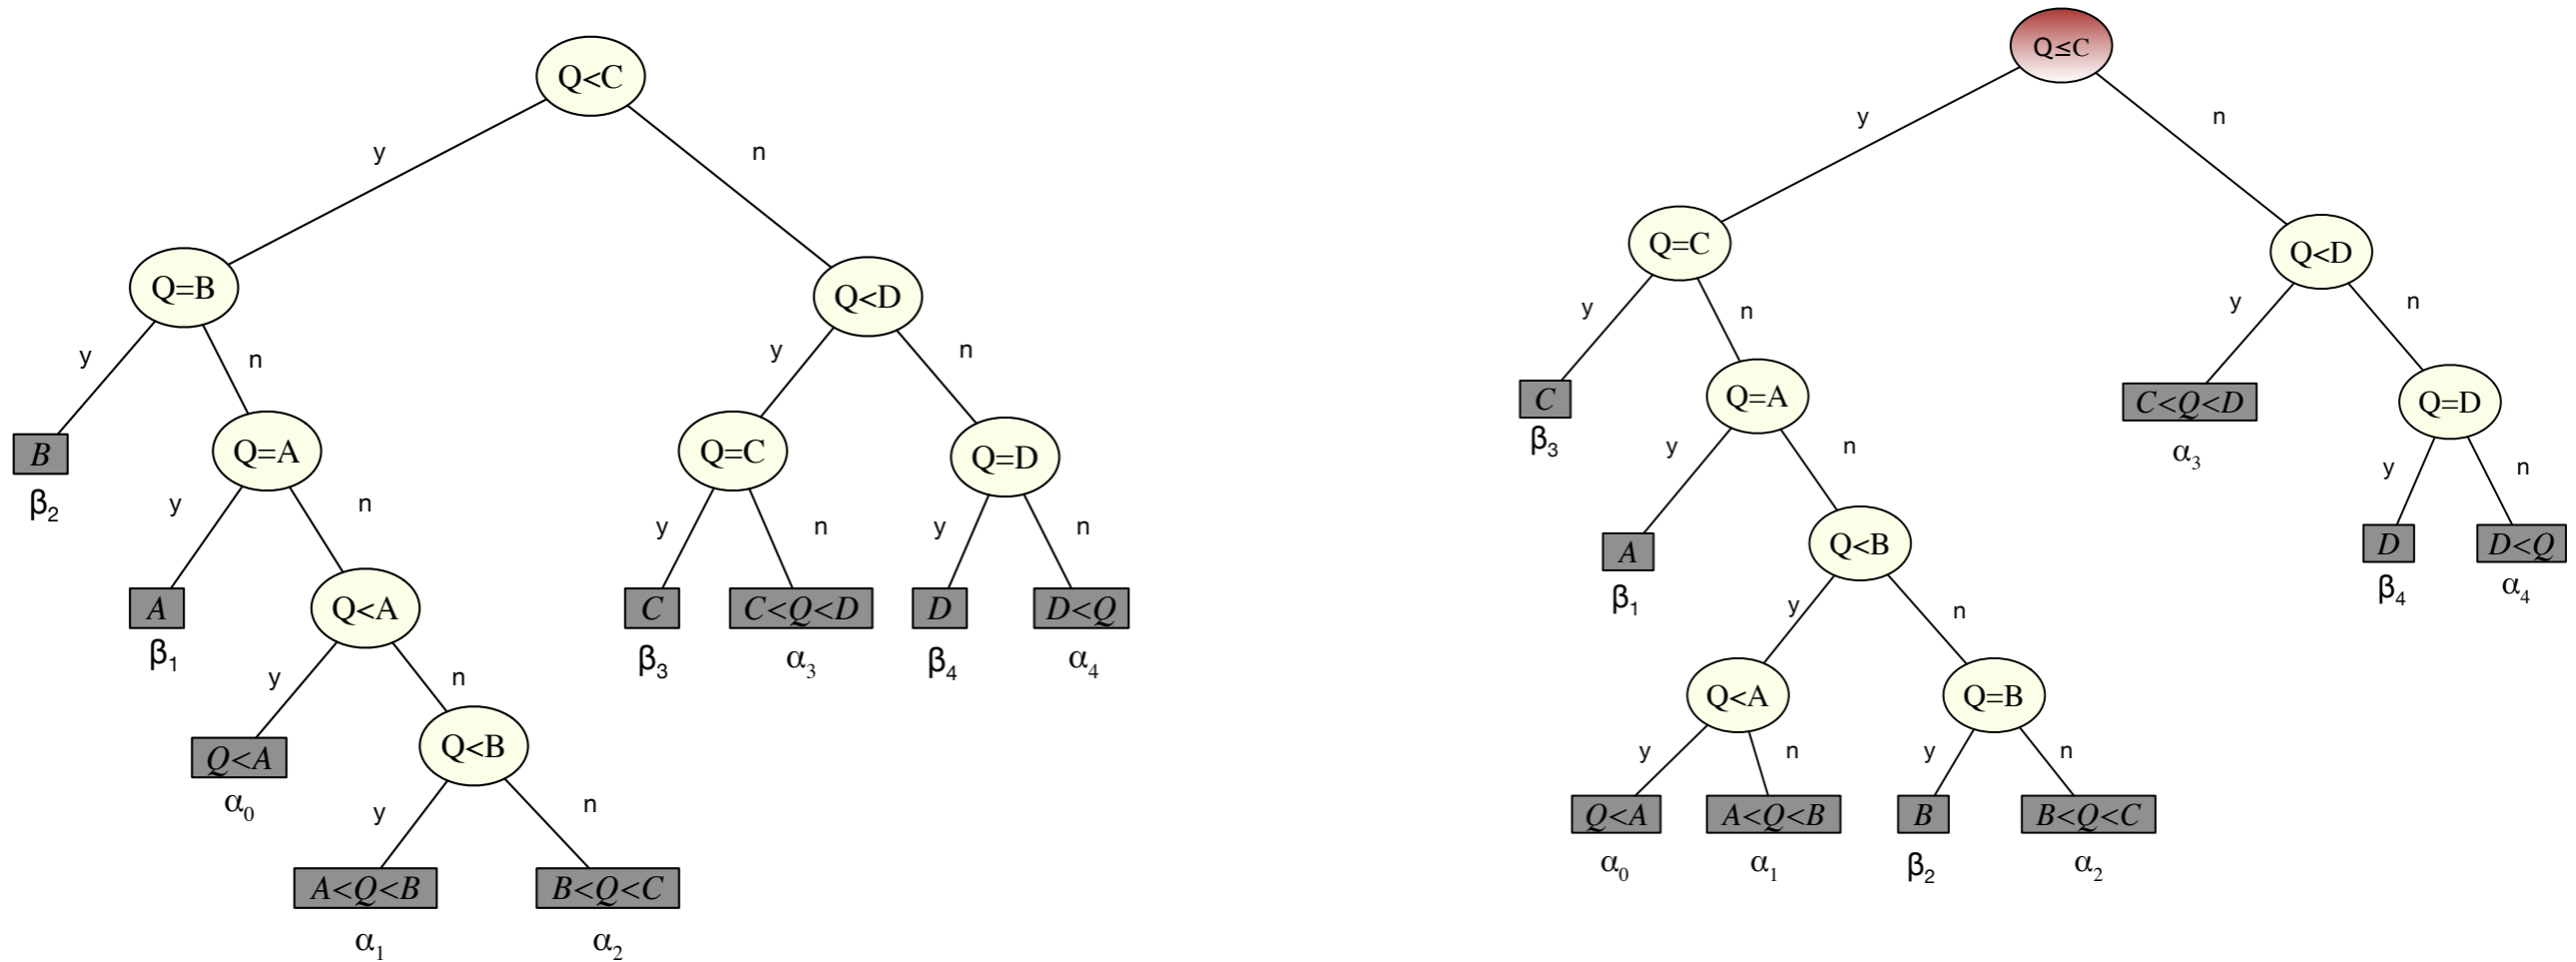 Q<C
y
n
Q=B
Q<D
y
n
y
n
B
β2
Q=A
Q=C
Q=D
y
n
y
n
y
n
A
β1
Q<A
C
β3
C<Q<D
α3
D
β4
D<Q
α4
y
n
Q<A
α0
Q<B
y
n
A<Q<B
α1
B<Q<C
α2
Q≤C
y
n
Q=C
Q<D
y
n
y
n
C
β3
Q=A
C<Q<D
α3
Q=D
y
n
y
n
A
β1
Q<B
D
β4
D<Q
α4
y
n
Q<A
Q=B
y
n
y
n
Q<A
α0
A<Q<B
α1
B
β2
B<Q<C
α2